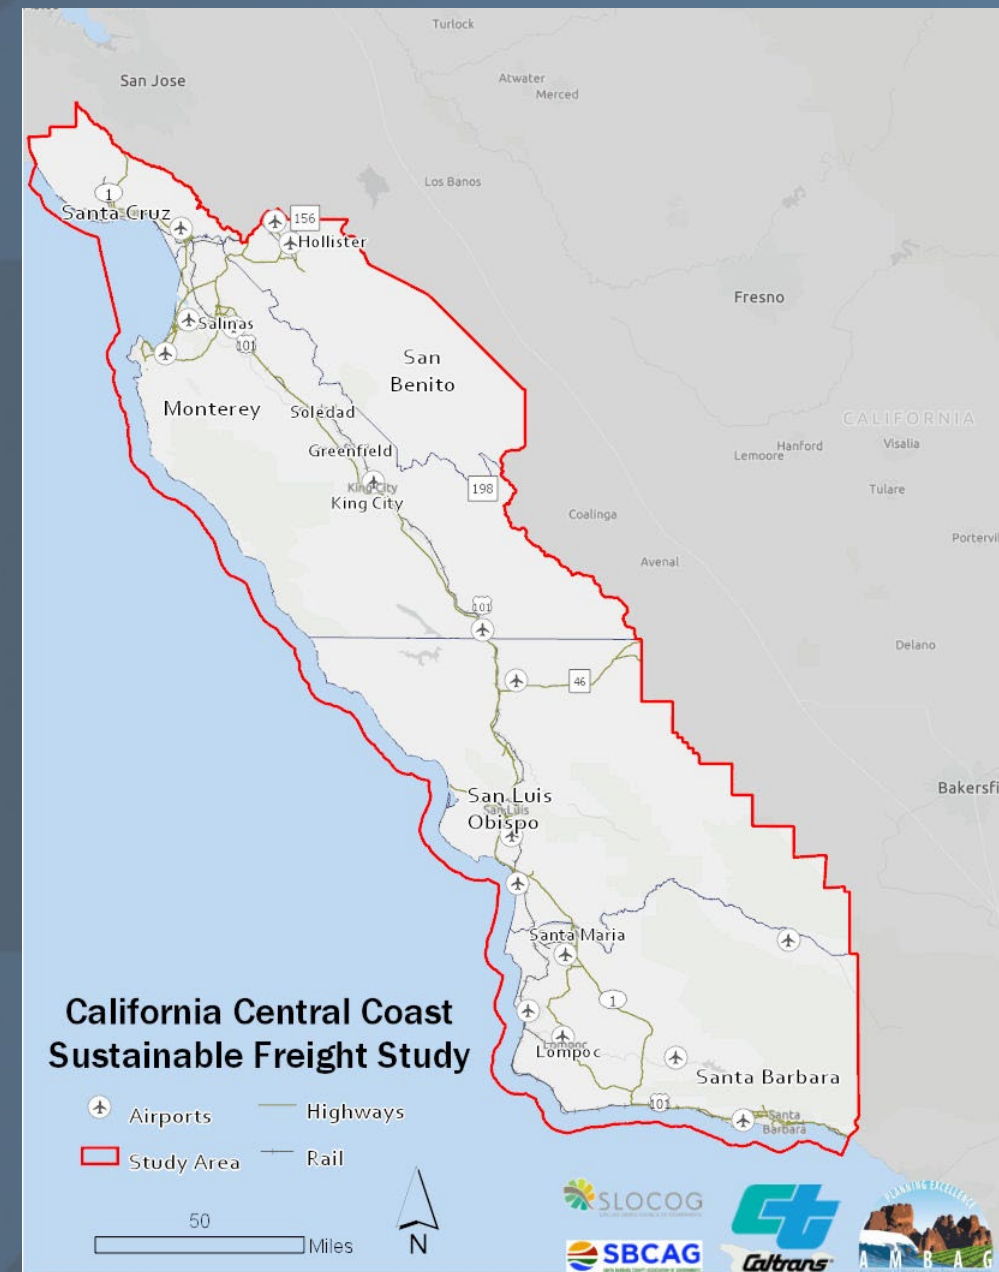 Turlock
San Jose
Atwater
Merced
Los Banos
1
Santa Cruz
156
Hollister
Fresno
Salinas
101
San
Benito
Monterey
Soledad
CALIFORNIA
Hanford
Visalia
Lemoore
Greenfield
King City
198
Tulare
King City
Coalinga
Portervil
Avenal
101
Delano
46
Bakersfi
San Luis
San Luis
Obispo
Santa Maria
1
Lompoc
Lompoc
Santa Barbara
101
Santa
Barbara
California Central Coast
Sustainable Freight Study
Airports
Highways
Study Area
Rail
50
Miles
N
SLOCOG
SBCAG
Caltrans
PLANNING EXCELLENCE
AMBAG